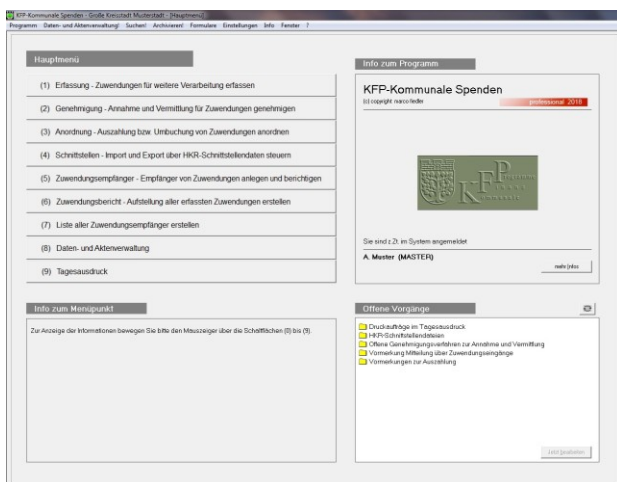 KFP-Kommunale Spenden - Große Kreisstadt Musterstadt - [Hauptmenü]
Programm Daten- und Aktenverwaltung! Suchen! Archivieren! Formulare Einstellungen Info Fenster ?
Hauptmenü
(1) Erfassung - Zuwendungen für weitere Verarbeitung erfassen
(2) Genehmigung - Annahme und Vermittlung für Zuwendungen genehmigen
(3) Anordnung - Auszahlung bzw. Umbuchung von Zuwendungen anordnen
(4) Schnittstellen - Import und Export über HKR-Schnittstellendaten steuern
(5) Zuwendungsempfänger - Empfänger von Zuwendungen anlegen und berichtigen
(6) Zuwendungsbericht - Aufstellung aller erfassten Zuwendungen erstellen
(7) Liste aller Zuwendungsempfänger erstellen
(8) Daten- und Aktenverwaltung
(9) Tagesausdruck
Info zum Programm
KFP-Kommunale Spenden
(c) copyright marco fiedler
professional 2018
KFP
Sie sind z.Zt. im System angemeldet
A. Muster (MASTER)
mehr Infos
Info zum Menüpunkt
Zur Anzeige der Informationen bewegen Sie bitte den Mauszeiger über die Schaltflächen (0) bis (9).
Offene Vorgänge
Druckaufträge im Tagesausdruck
HKR-Schnittstellendateien
Offene Genehmigungsverfahren zur Annahme und Vermittlung
Vormerkung Mitteilung über Zuwendungseingänge
Vormerkungen zur Auszahlung
Jetzt bearbeiten